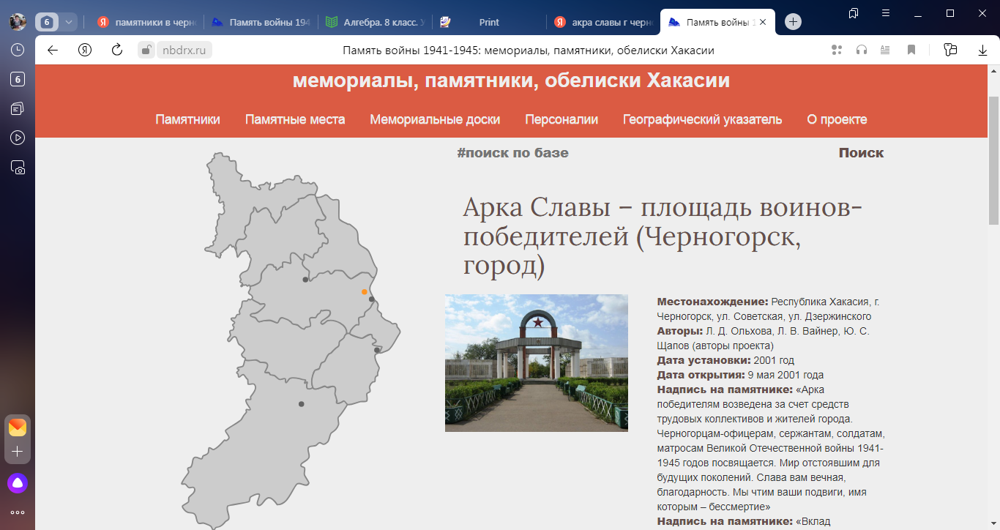 6
памятники в черн
Память войны 194
Алгебра. 8 класс. У
Print
акра славы г черн
Память войны 1
nbdrx.ru
Память войны 1941-1945: мемориалы, памятники, обелиски Хакасии
6
мемориалы, памятники, обелиски Хакасии
Памятники
Памятные места
Мемориальные доски
Персоналии
Географический указатель
О проекте
#поиск по базе
Поиск
Арка Славы – площадь воинов-
победителей (Черногорск,
город)
Местонахождение: Республика Хакасия, г.
Черногорск, ул. Советская, ул. Дзержинского
Авторы: Л. Д. Ольхова, Л. В. Вайнер, Ю. С.
Щапов (авторы проекта)
Дата установки: 2001 год
Дата открытия: 9 мая 2001 года
Надпись на памятнике: «Арка
победителям возведена за счет средств
трудовых коллективов и жителей города.
Черногорцам-офицерам, сержантам, солдатам,
матросам Великой Отечественной войны 1941-
1945 годов посвящается. Мир отстоявшим для
будущих поколений. Слава вам вечная,
благодарность. Мы чтим ваши подвиги, имя
которым – бессмертие»
Надпись на памятнике: «Вклад